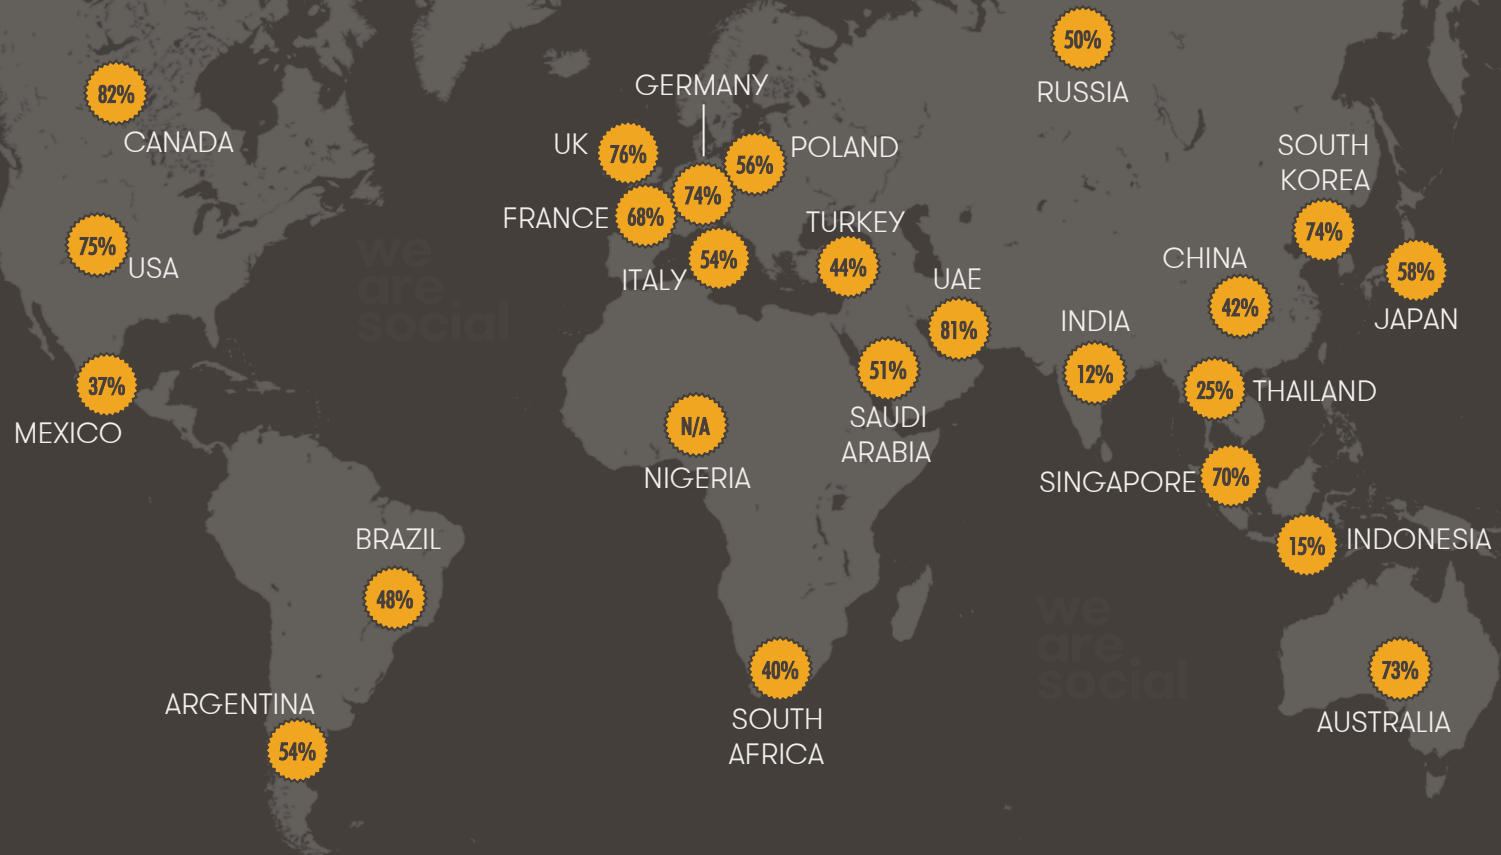 50%
RUSSIA
82%
CANADA
GERMANY
UK
76%
56%
POLAND
74%
FRANCE
68%
SOUTH
KOREA
74%
75%
USA
we
are
social
ITALY
54%
TURKEY
44%
UAE
81%
CHINA
42%
58%
JAPAN
INDIA
12%
37%
MEXICO
51%
SAUDI
ARABIA
25%
THAILAND
N/A
NIGERIA
SINGAPORE
70%
BRAZIL
48%
15%
INDONESIA
we
are
social
40%
SOUTH
AFRICA
73%
AUSTRALIA
ARGENTINA
54%